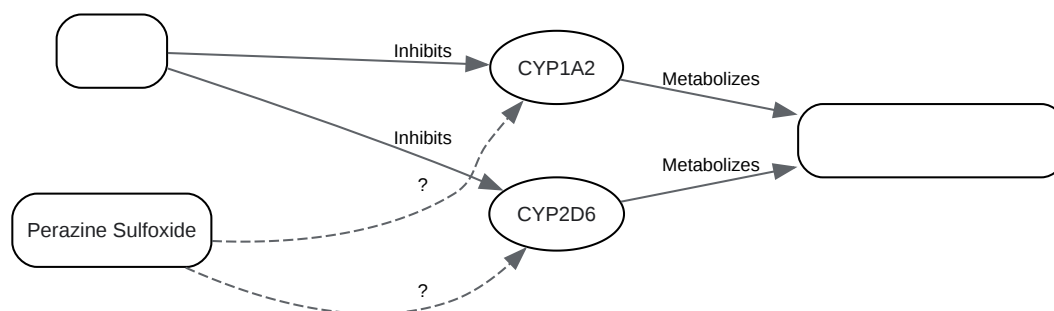 Inhibits
CYP1A2
Metabolizes
Inhibits
Metabolizes
?
Perazine Sulfoxide
CYP2D6
?